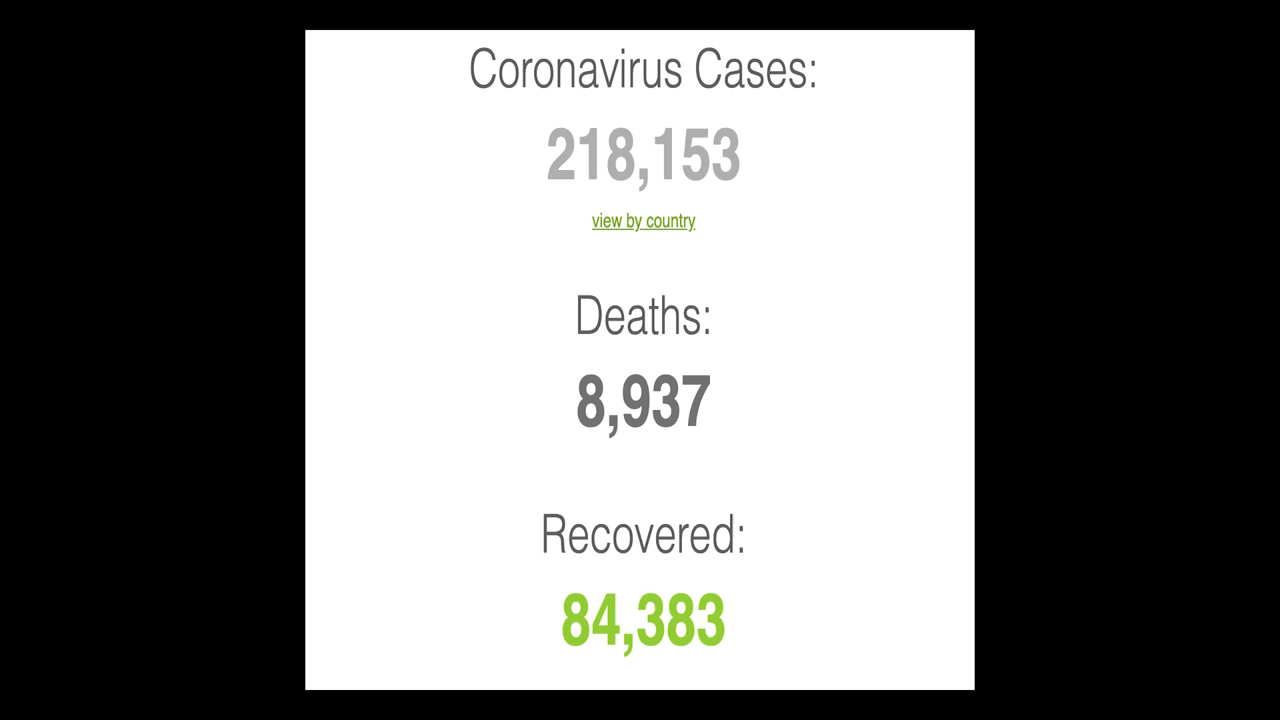 Coronavirus Cases:
218,153
view by country
Deaths:
8,937
Recovered:
84,383